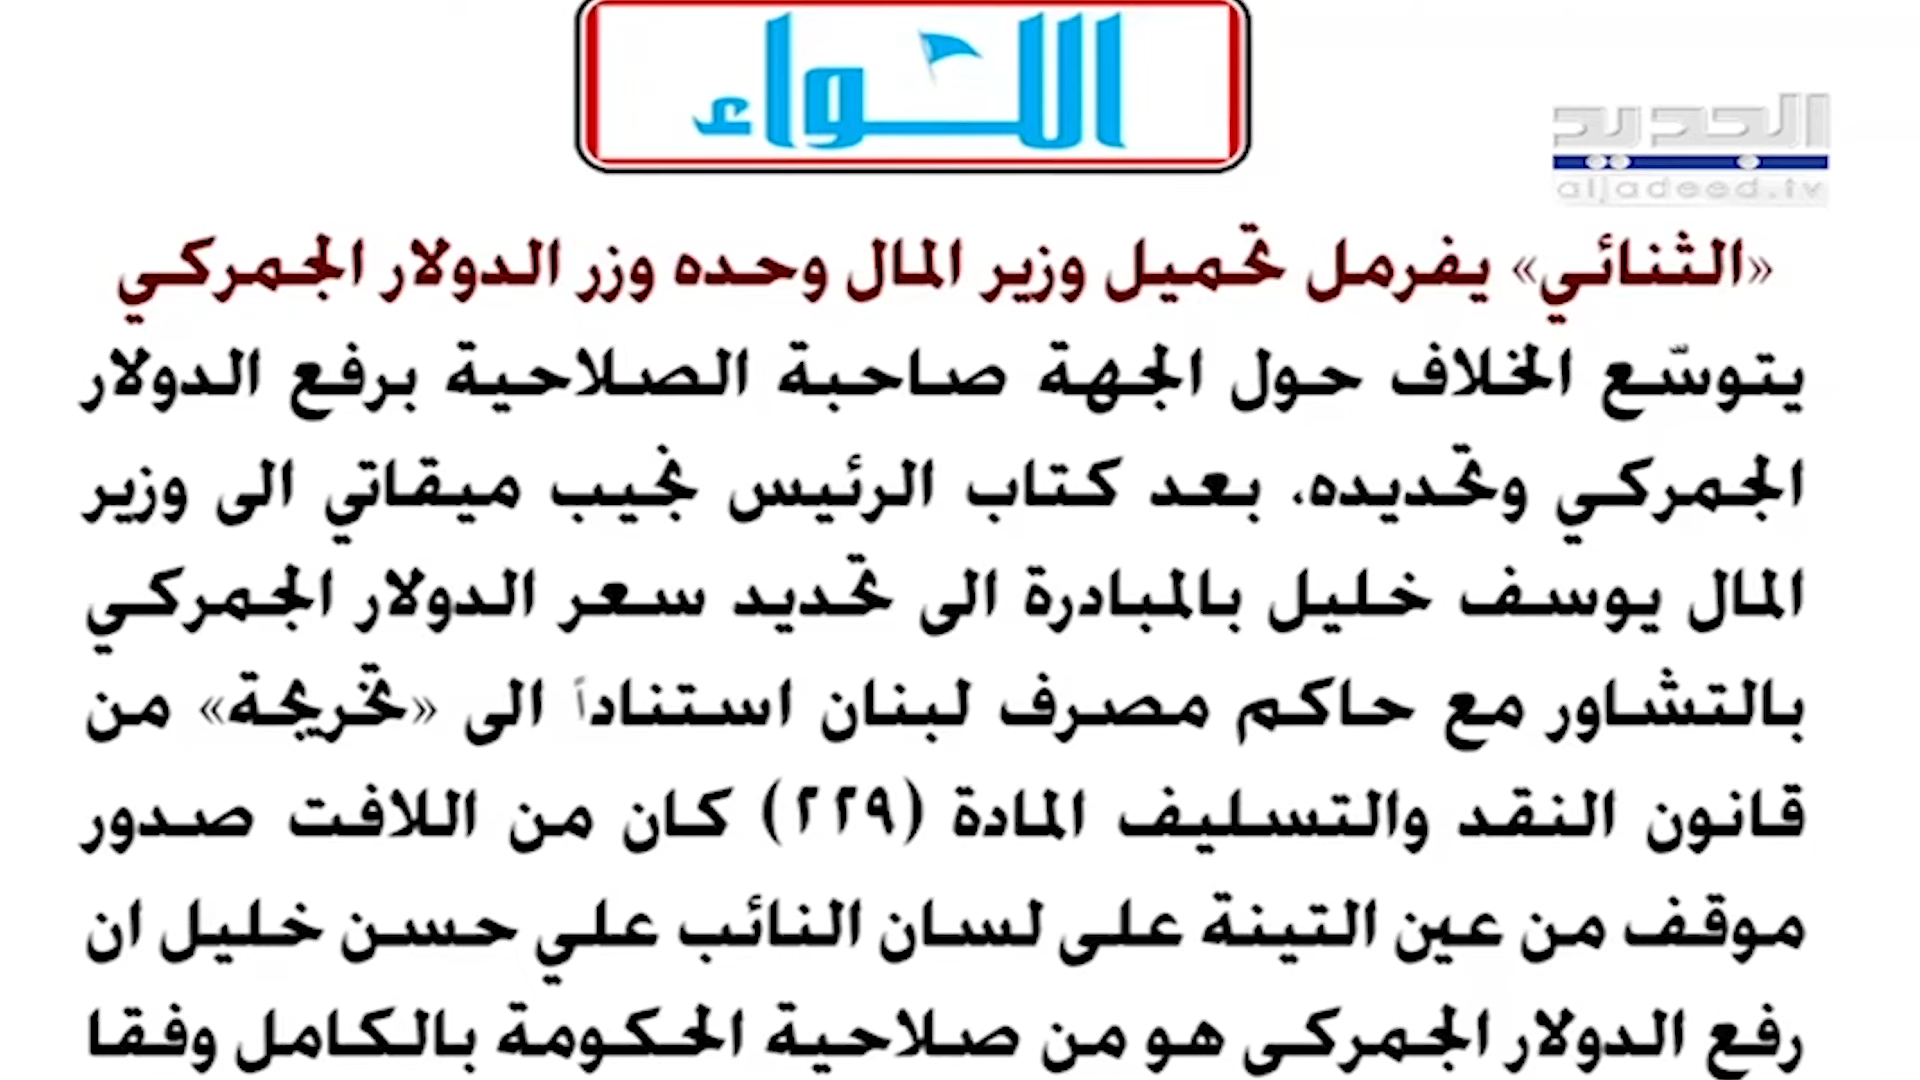 اللواء
الجديد
aljadeed.tv
«الثنائي» يفرمل تحميل وزير المال وحده وزر الدولار الجمركي
يتوسّع الخلاف حول الجهة صاحبة الصلاحية برفع الدولار
الجمركي وتحديده، بعد كتاب الرئيس نجيب ميقاتي الى وزير
المال يوسف خليل بالمبادرة الى تحديد سعر الدولار الجمركي
بالتشاور مع حاكم مصرف لبنان استناداً الى «تخريجة» من
قانون النقد والتسليف المادة (٢٢٩) كان من اللافت صدور
موقف من عين التينة على لسان النائب علي حسن خليل ان
رفع الدولار الجمركي هو من صلاحية الحكومة بالكامل وفقا